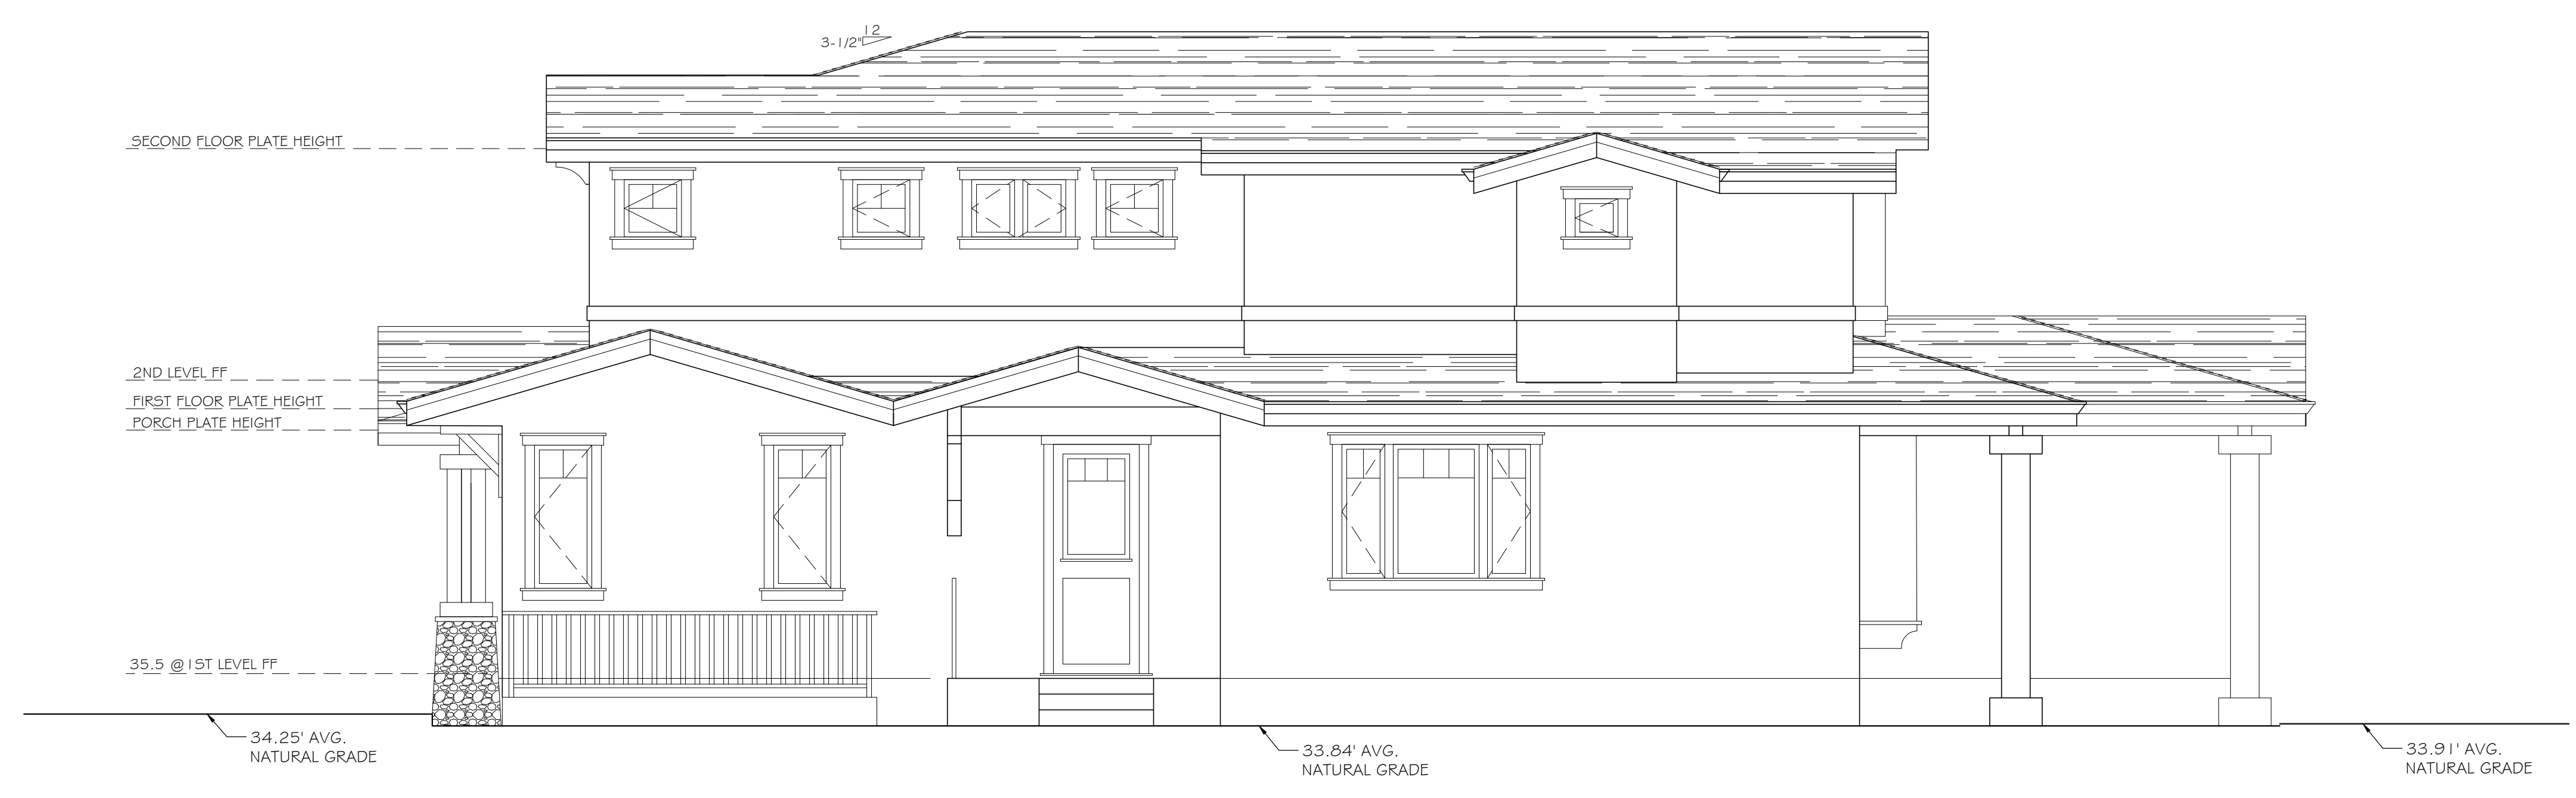 12
3-1/2"
SECOND FLOOR PLATE HEIGHT
2ND LEVEL FF
FIRST FLOOR PLATE HEIGHT
PORCH PLATE HEIGHT
35.5 @1ST LEVEL FF
34.25' AVG.
NATURAL GRADE
33.84' AVG.
NATURAL GRADE
33.91' AVG.
NATURAL GRADE